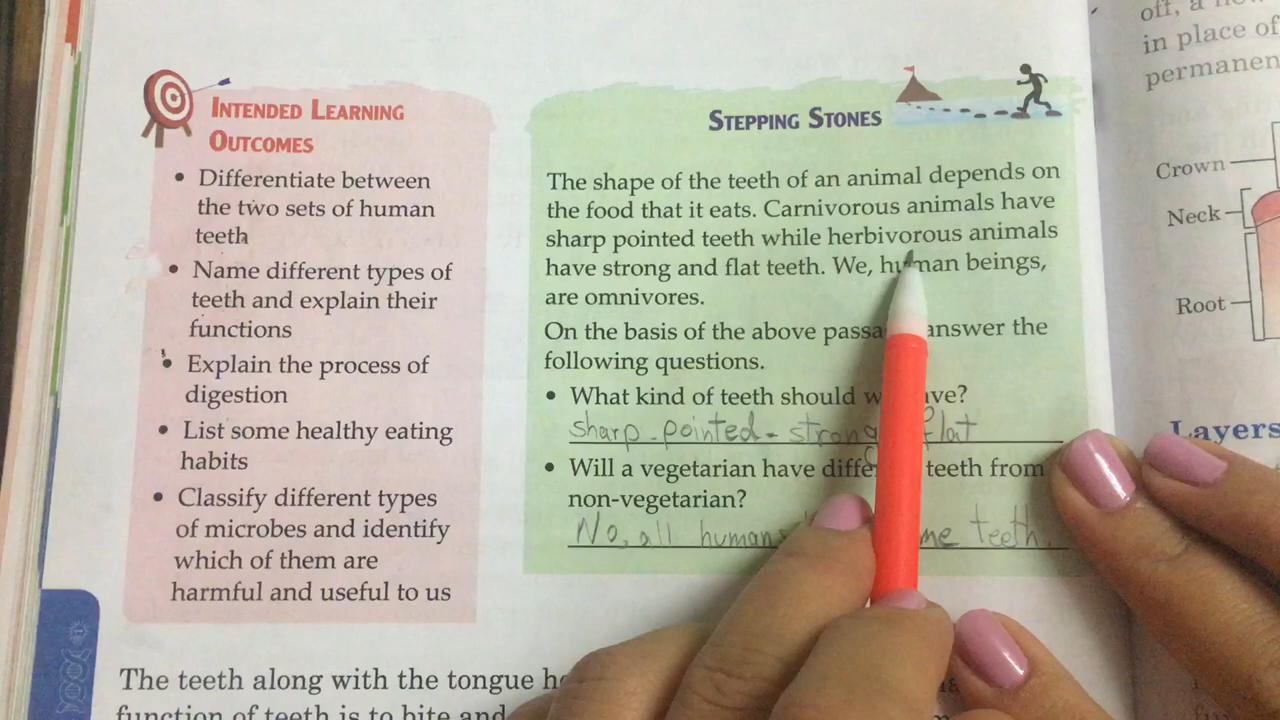 INTENDED LEARNING
OUTCOMES
• Differentiate between
the two sets of human
teeth
• Name different types of
teeth and explain their
functions
• Explain the process of
digestion
• List some healthy eating
habits
• Classify different types
of microbes and identify
which of them are
harmful and useful to us
STEPPING STONES
The shape of the teeth of an animal depends on
the food that it eats. Carnivorous animals have
sharp pointed teeth while herbivorous animals
have strong and flat teeth. We, human beings,
are omnivores.
On the basis of the above answer the
following questions.
• What kind of teeth should
sharp pointed - strong flat
• Will a vegetarian have teeth from
non-vegetarian?
No, all humans teeth.
The teeth along with the tongue
function of teeth is to bite and
off, a
in place of
Crown
Neck
Root
Layers